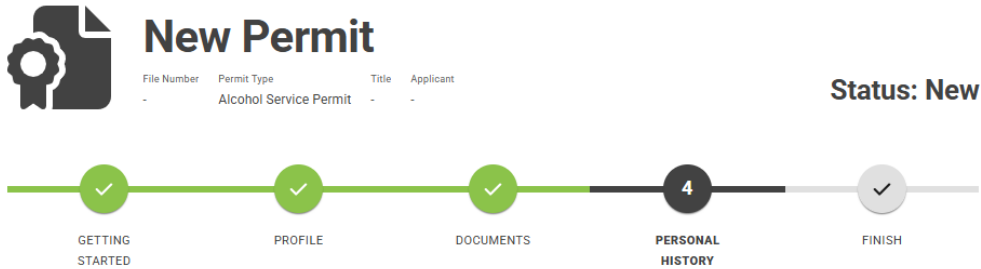 New Permit
File Number Permit Type Title Applicant
- Alcohol Service Permit - -
Status: New
4
GETTING STARTED
PROFILE
DOCUMENTS
PERSONAL HISTORY
FINISH